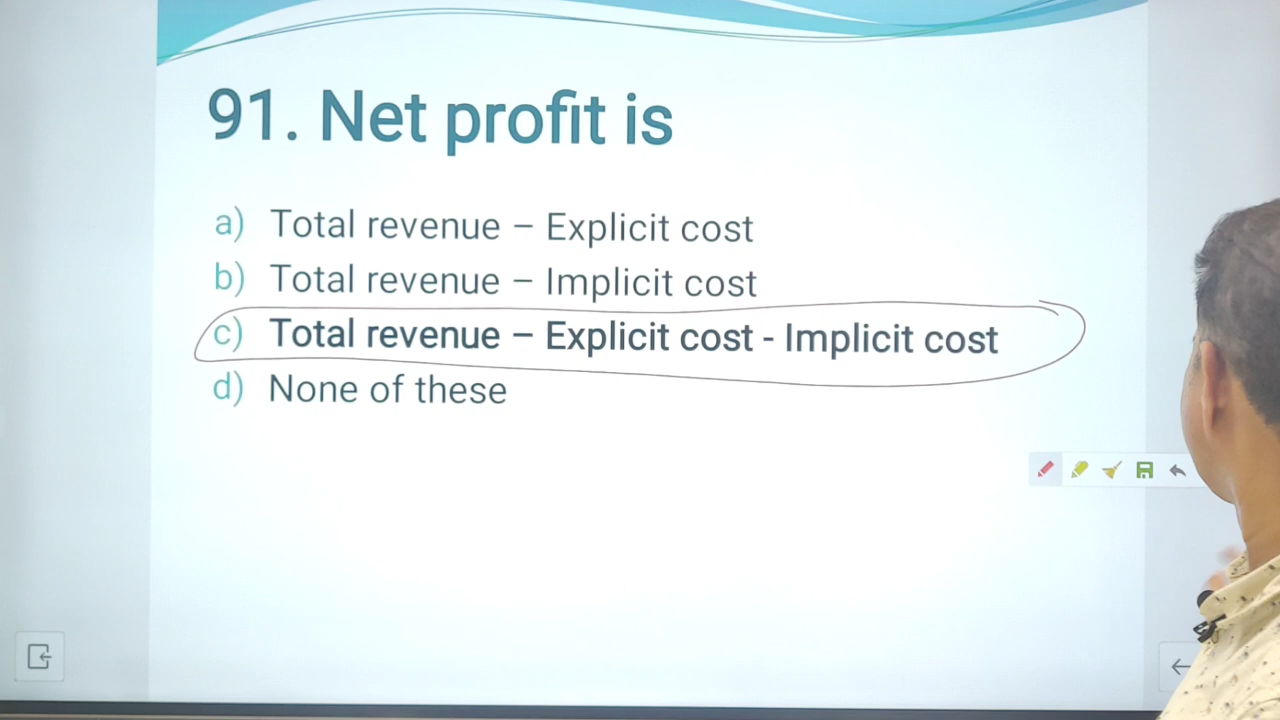 91. Net profit is
a) Total revenue – Explicit cost
b) Total revenue – Implicit cost
c) Total revenue – Explicit cost - Implicit cost
d) None of these